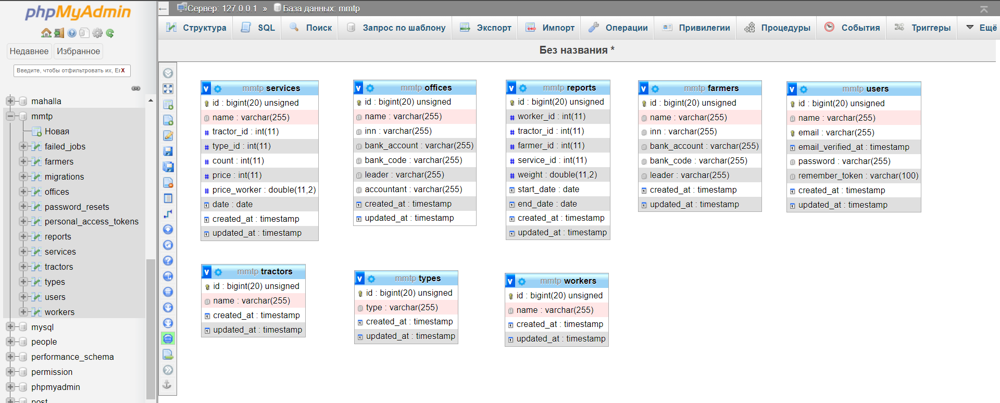 phpMyAdmin
Недавнее Избранное
Введите, чтобы отфильтровать их, Er X
mahalla
mmtp
Новая
failed_jobs
farmers
migrations
offices
password_resets
personal_access_tokens
reports
services
tractors
types
users
workers
mysql
people
performance_schema
permission
phpmyadmin
post
Сервер: 127.0.0.1 » База данных: mmtp
Структура SQL Поиск Запрос по шаблону Экспорт Импорт Операции Привилегии Процедуры События Триггеры Ещё
Без названия *
v mmtp services
id : bigint(20) unsigned
name : varchar(255)
# tractor_id : int(11)
# type_id : int(11)
# count : int(11)
# price : int(11)
# price_worker : double(11,2)
date : date
created_at : timestamp
updated_at : timestamp
v mmtp offices
id : bigint(20) unsigned
name : varchar(255)
inn : varchar(255)
bank_account : varchar(255)
bank_code : varchar(255)
leader : varchar(255)
accountant : varchar(255)
created_at : timestamp
updated_at : timestamp
v mmtp reports
id : bigint(20) unsigned
# worker_id : int(11)
# tractor_id : int(11)
# farmer_id : int(11)
# service_id : int(11)
# weight : double(11,2)
start_date : date
end_date : date
created_at : timestamp
updated_at : timestamp
v mmtp farmers
id : bigint(20) unsigned
name : varchar(255)
inn : varchar(255)
bank_account : varchar(255)
bank_code : varchar(255)
leader : varchar(255)
created_at : timestamp
updated_at : timestamp
v mmtp users
id : bigint(20) unsigned
name : varchar(255)
email : varchar(255)
email_verified_at : timestamp
password : varchar(255)
remember_token : varchar(100)
created_at : timestamp
updated_at : timestamp
v mmtp tractors
id : bigint(20) unsigned
name : varchar(255)
created_at : timestamp
updated_at : timestamp
v mmtp types
id : bigint(20) unsigned
type : varchar(255)
created_at : timestamp
updated_at : timestamp
v mmtp workers
id : bigint(20) unsigned
name : varchar(255)
created_at : timestamp
updated_at : timestamp